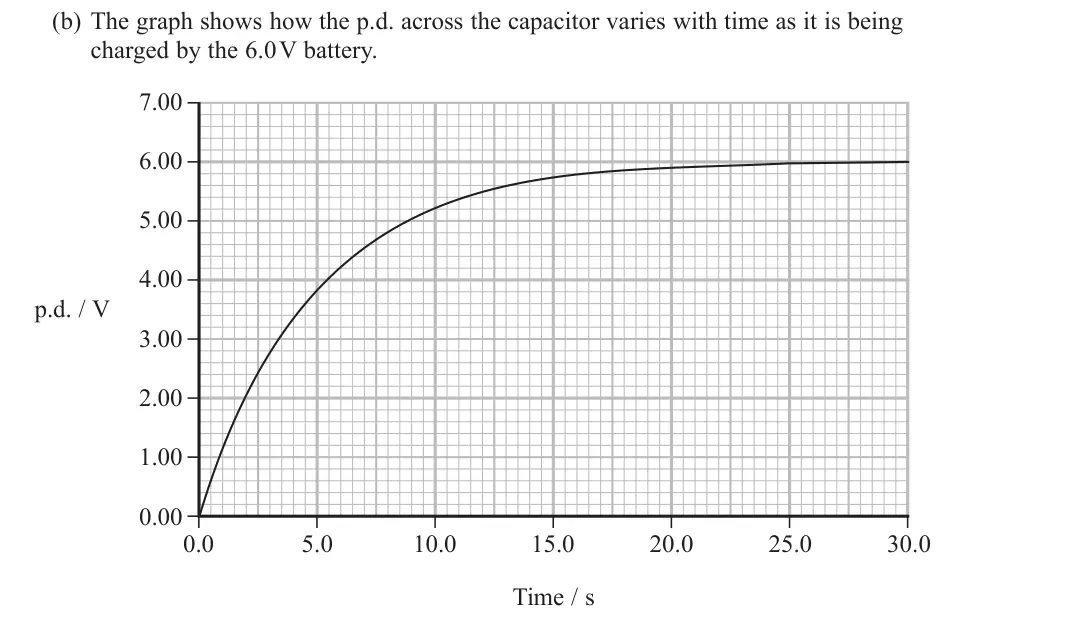 (b) The graph shows how the p.d. across the capacitor varies with time as it is being
charged by the 6.0V battery.
7.00
6.00
5.00
4.00
p.d. / V
3.00
2.00
1.00
0.00
0.0 5.0 10.0 15.0 20.0 25.0 30.0
Time / s